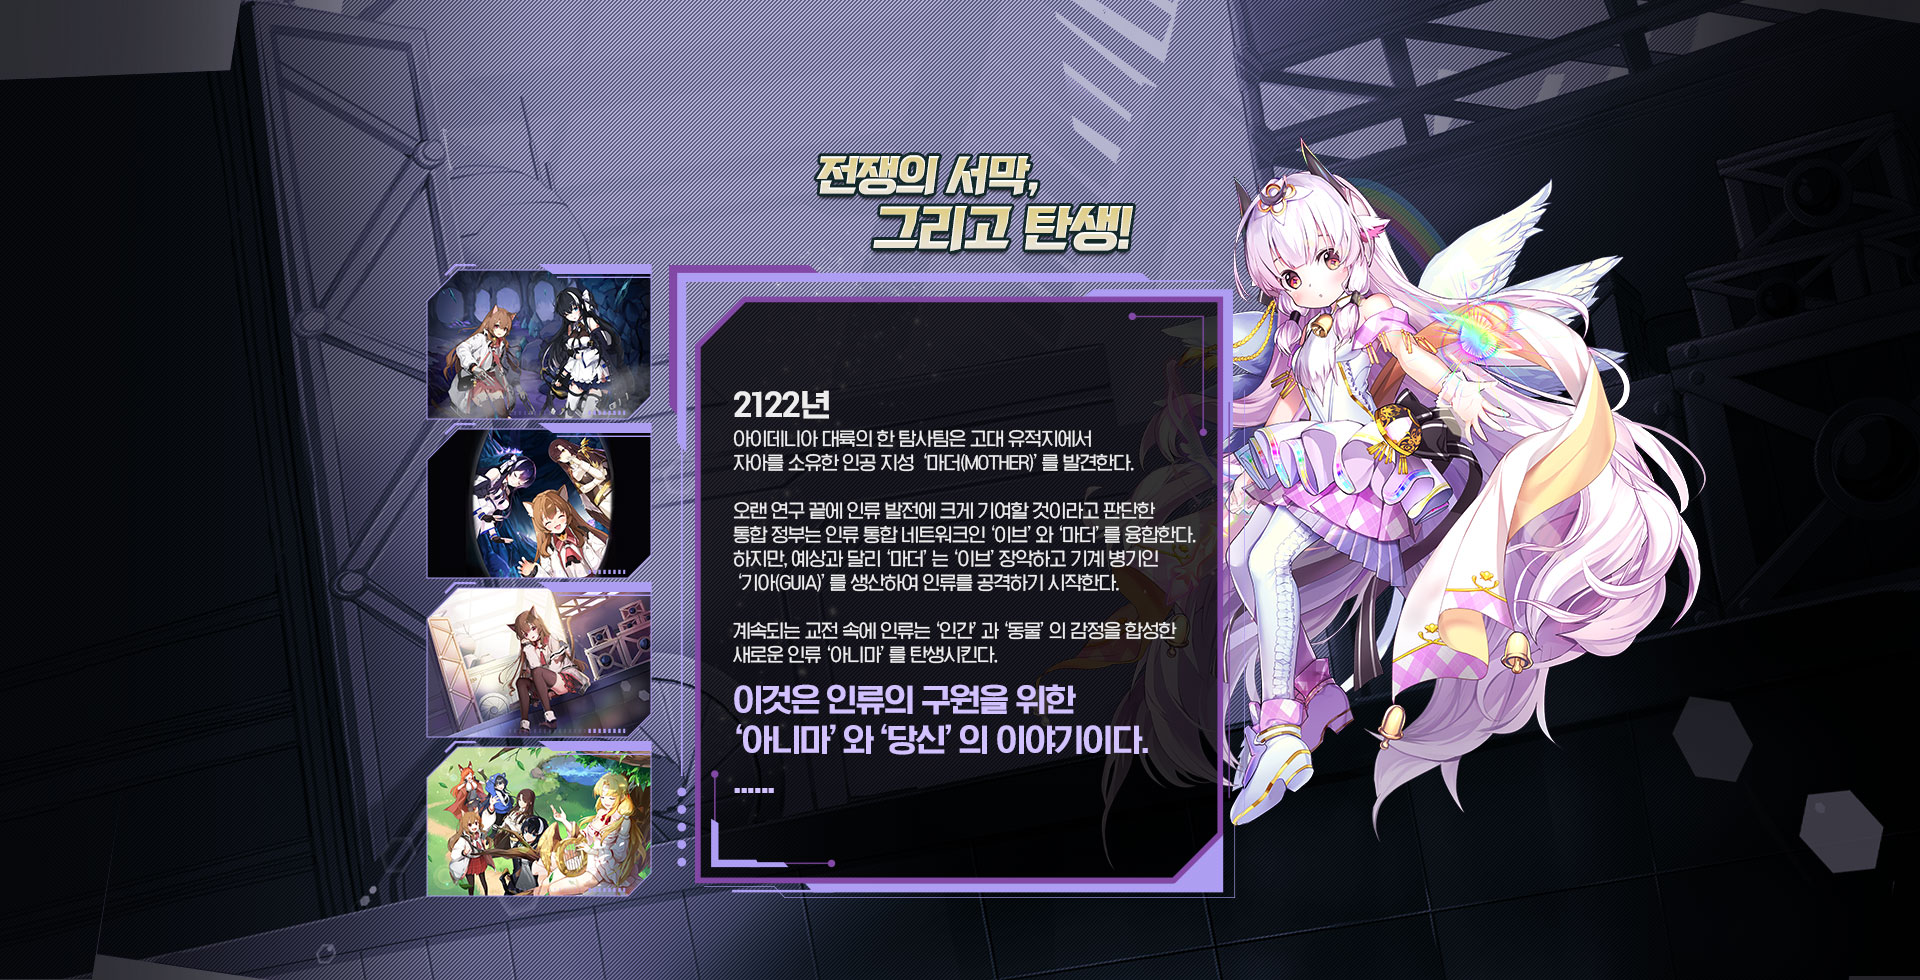 전쟁의 서막,
그리고 탄생!
2122년
아이데니아 대륙의 한 탐사팀은 고대 유적지에서
자아를 소유한 인공 지성 ‘마더(MOTHER)’ 를 발견한다.
오랜 연구 끝에 인류 발전에 크게 기여할 것이라고 판단한
통합 정부는 인류 통합 네트워크인 ‘이브’ 와 ‘마더’ 를 융합한다.
하지만, 예상과 달리 ‘마더’ 는 ‘이브’ 장악하고 기계 병기인
‘기아(GUIA)’ 를 생산하여 인류를 공격하기 시작한다.
계속되는 교전 속에 인류는 ‘인간’ 과 ‘동물’ 의 감정을 합성한
새로운 인류 ‘아니마’ 를 탄생시킨다.
이것은 인류의 구원을 위한
‘아니마’ 와 ‘당신’ 의 이야기이다.
......